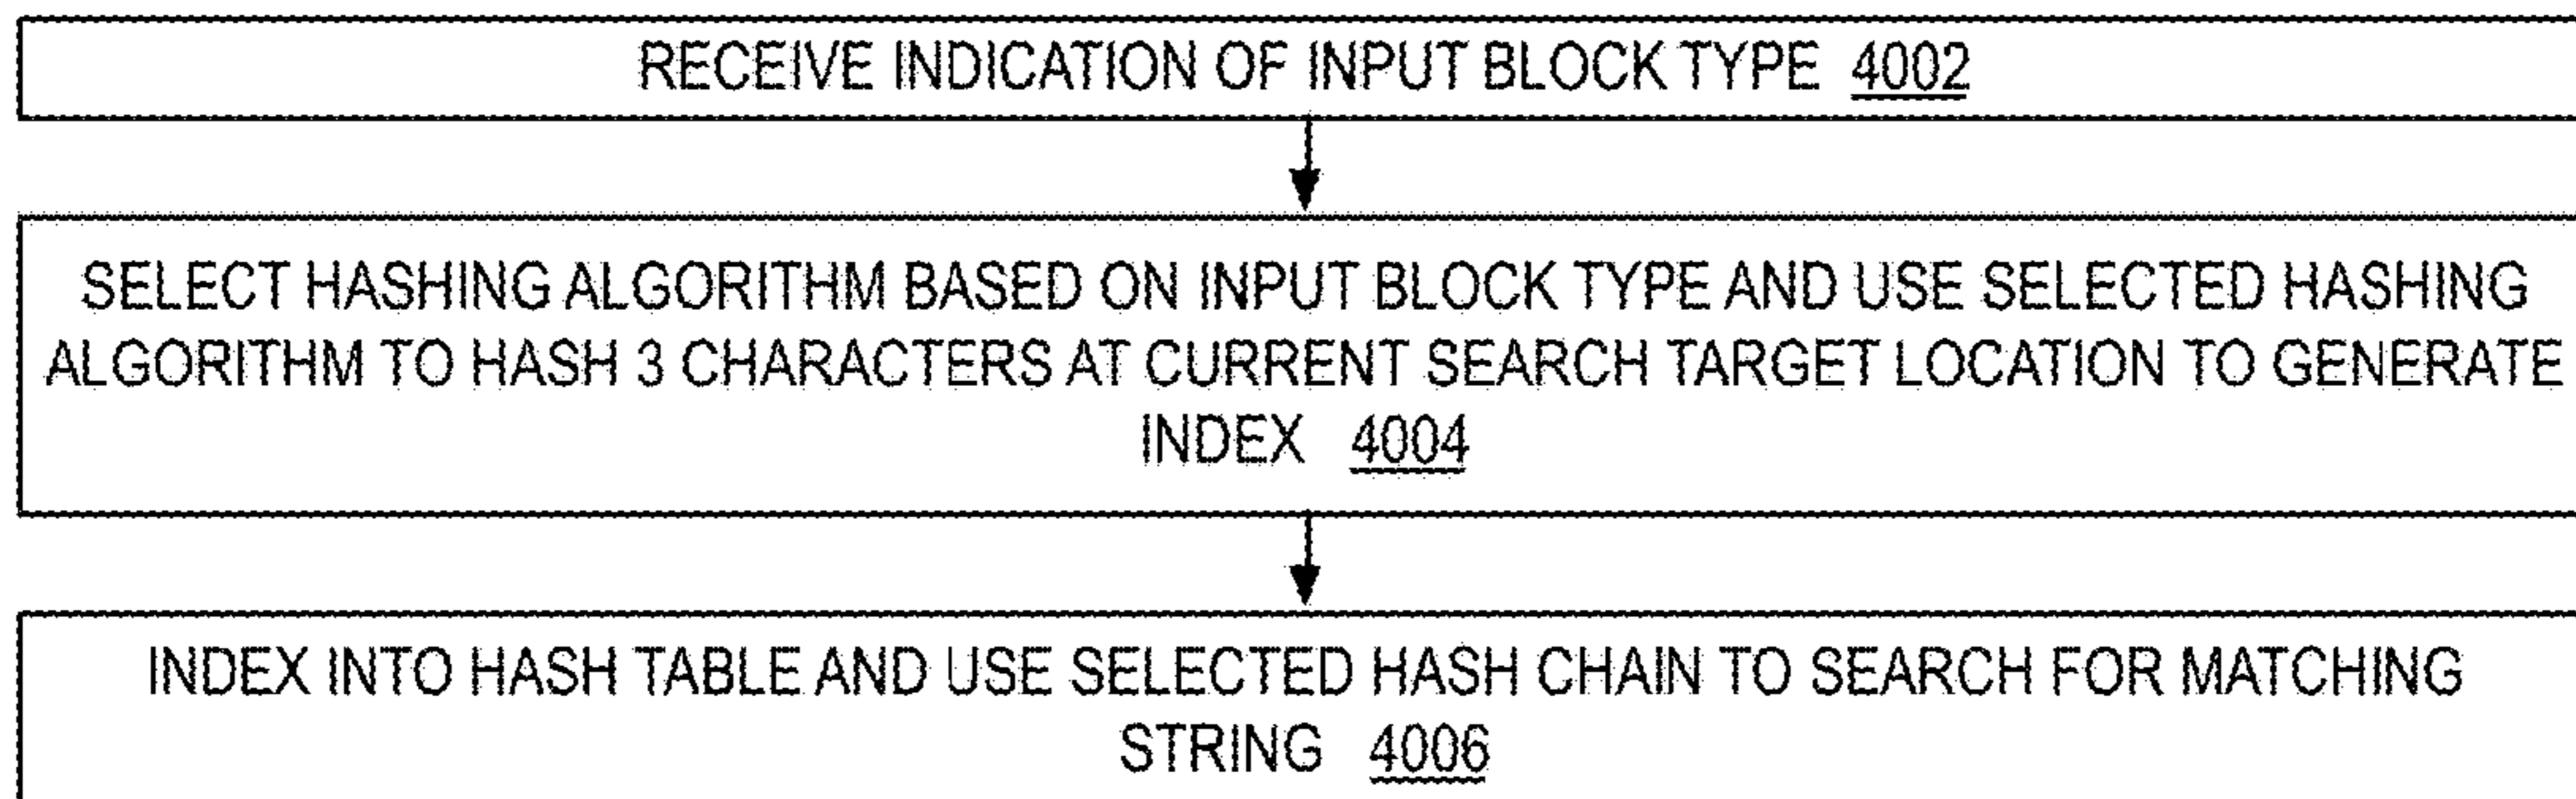 RECEIVE INDICATION OF INPUT BLOCK TYPE 4002
SELECT HASHING ALGORITHM BASED ON INPUT BLOCK TYPE AND USE SELECTED HASHING
ALGORITHM TO HASH 3 CHARACTERS AT CURRENT SEARCH TARGET LOCATION TO GENERATE
INDEX 4004
INDEX INTO HASH TABLE AND USE SELECTED HASH CHAIN TO SEARCH FOR MATCHING
STRING 4006